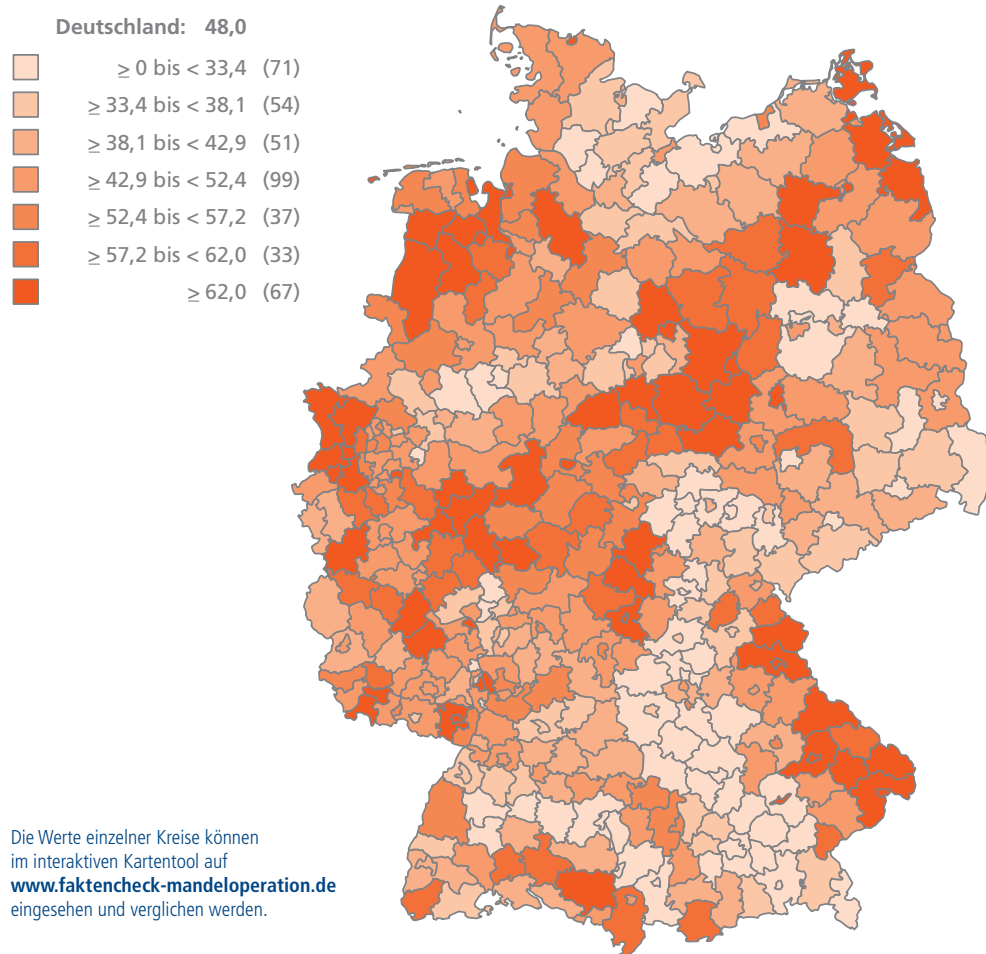 Deutschland: 48,0
≥ 0 bis < 33,4 (71)
≥ 33,4 bis < 38,1 (54)
≥ 38,1 bis < 42,9 (51)
≥ 42,9 bis < 52,4 (99)
≥ 52,4 bis < 57,2 (37)
≥ 57,2 bis < 62,0 (33)
≥ 62,0 (67)
Die Werte einzelner Kreise können
im interaktiven Kartentool auf
www.faktencheck-mandeloperation.de
eingesehen und verglichen werden.